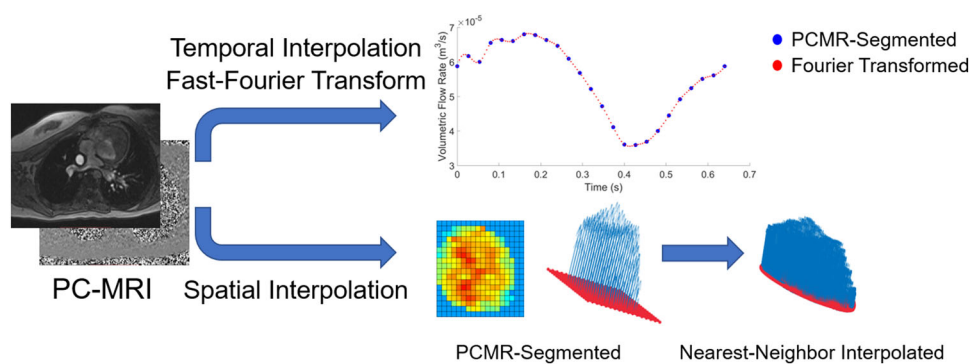 Temporal Interpolation
Fast-Fourier Transform
PC-MRI
Spatial Interpolation
×10⁻⁵
Volumetric Flow Rate (m³/s)
7
6
5
4
3
0
0.1
0.2
0.3
0.4
0.5
0.6
0.7
Time (s)
PCMR-Segmented
Fourier Transformed
PCMR-Segmented
Nearest-Neighbor Interpolated